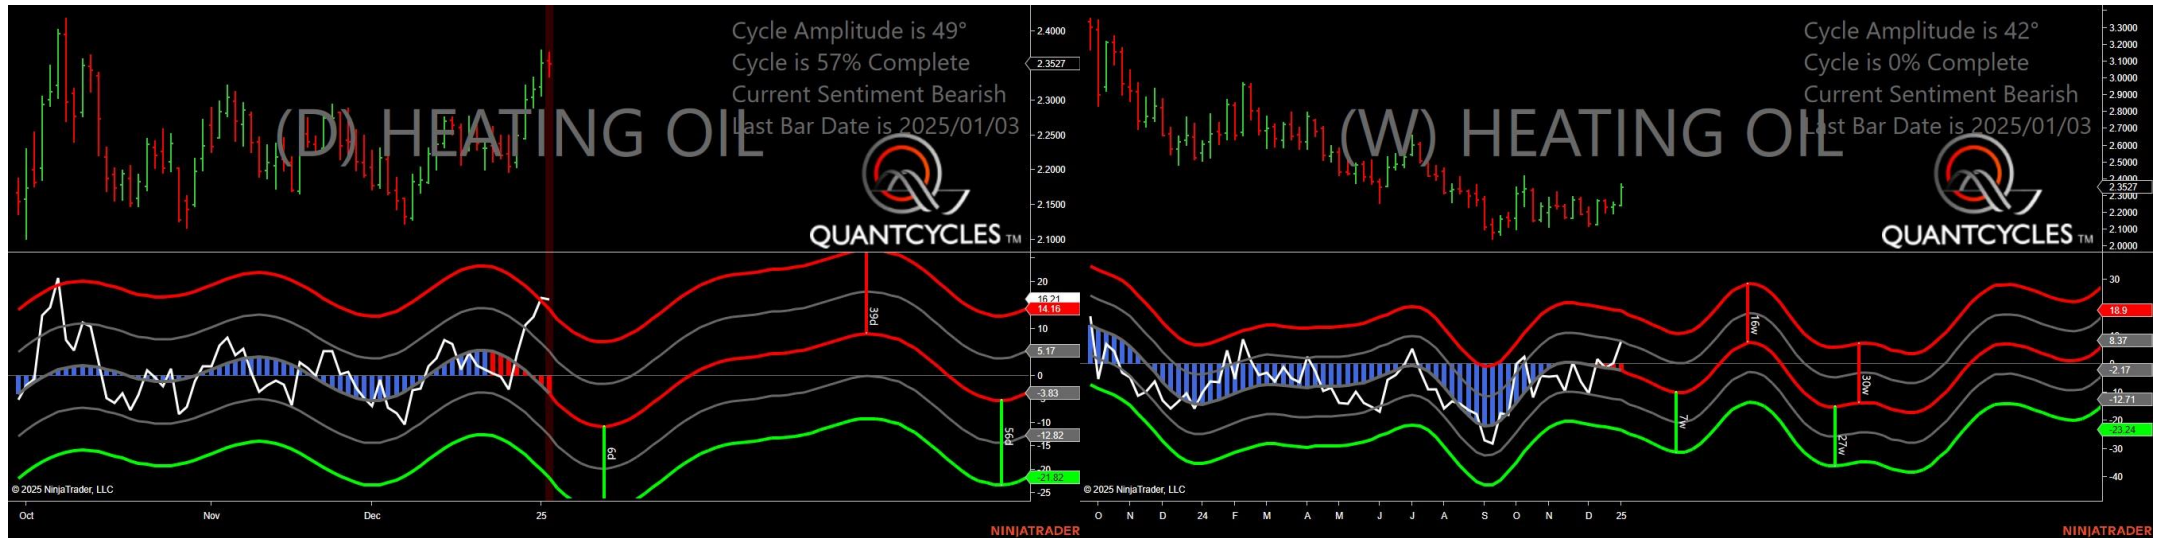 Cycle Amplitude is 49°
Cycle is 57% Complete
Current Sentiment Bearish
Last Bar Date is 2025/01/03
(D) HEATING OIL
QUANTCYCLES TM
2.4000
2.3527
2.3000
2.2500
2.2000
2.1500
2.1000
20
16.21
14.16
10
5.17
0
-3.83
-10
-12.82
-15
-20
-21.82
-25
39d
56d
6d
© 2025 NinjaTrader, LLC
Oct Nov Dec 25
NINJATRADER
Cycle Amplitude is 42°
Cycle is 0% Complete
Current Sentiment Bearish
Last Bar Date is 2025/01/03
(W) HEATING OIL
QUANTCYCLES TM
3.3000
3.2000
3.1000
3.0000
2.9000
2.8000
2.7000
2.6000
2.5000
2.4000
2.3527
2.3000
2.2000
2.1000
2.0000
30
18.9
8.37
0
-2.17
-10
-12.71
-20
-23.24
-30
-40
16w
30w
7w
27w
© 2025 NinjaTrader, LLC
O N D 24 F M A M J J A S O N D 25
NINJATRADER